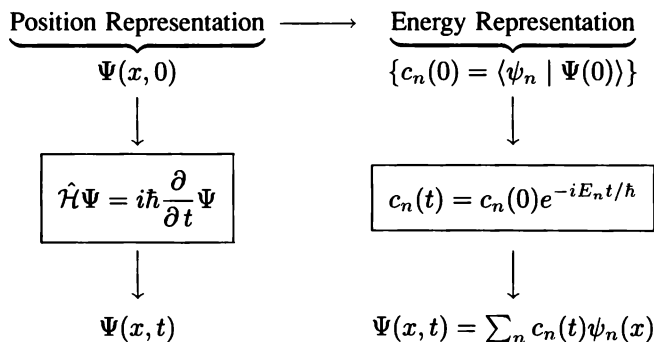 Position Representation ⟶ Energy Representation
Ψ(x, 0) {c_n(0) = ⟨ψ_n | Ψ(0)⟩}
ĤΨ = iħ ∂/∂t Ψ c_n(t) = c_n(0)e^{-iE_n t/ħ}
Ψ(x, t) Ψ(x, t) = ∑_n c_n(t)ψ_n(x)